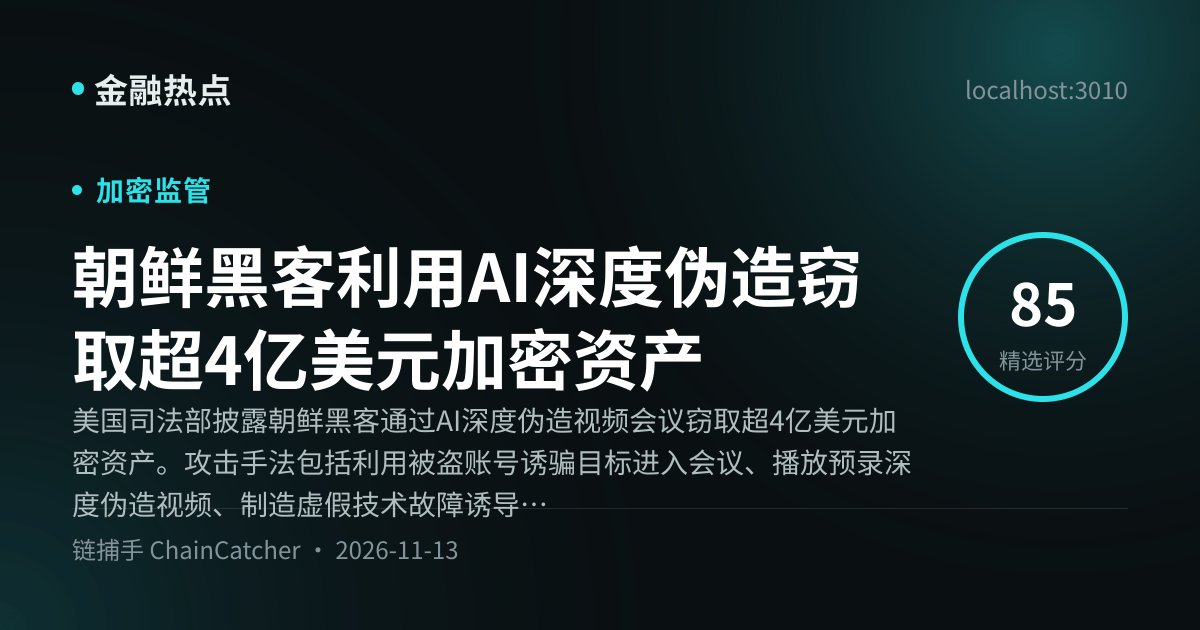 金融热点
localhost:3010
加密监管
朝鲜黑客利用AI深度伪造窃
取超4亿美元加密资产
85
精选评分
美国司法部披露朝鲜黑客通过AI深度伪造视频会议窃取超4亿美元加
密资产。攻击手法包括利用被盗账号诱骗目标进入会议、播放预录深
度伪造视频、制造虚假技术故障诱导…
链捕手 ChainCatcher · 2026-11-13